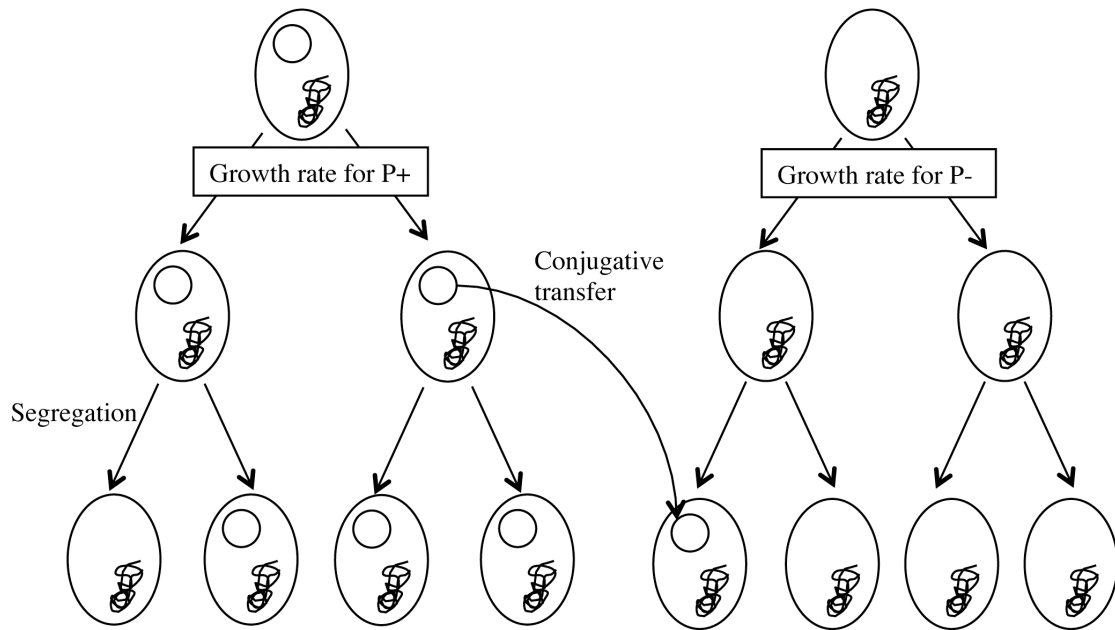 Growth rate for P+
Growth rate for P-
Conjugative
transfer
Segregation